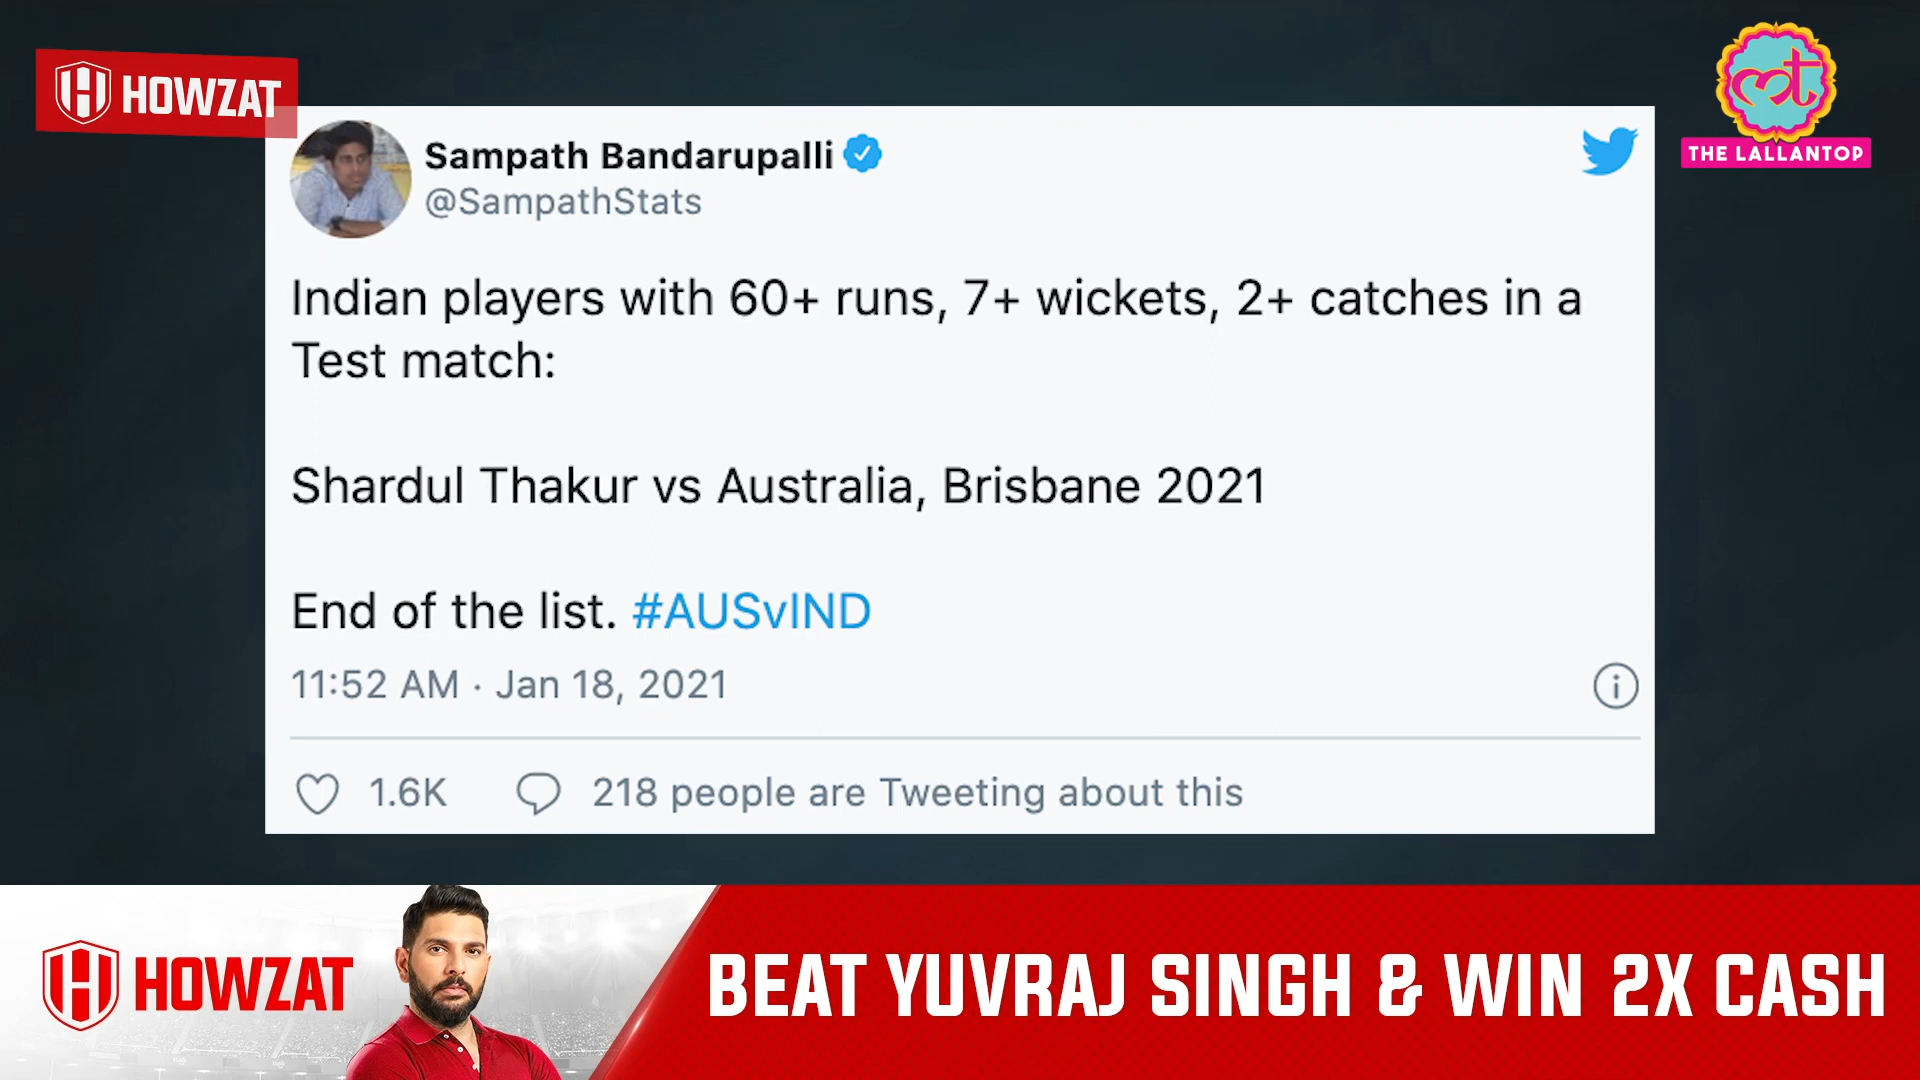 HOWZAT
मत
THE LALLANTOP
Sampath Bandarupalli
@SampathStats
Indian players with 60+ runs, 7+ wickets, 2+ catches in a
Test match:
Shardul Thakur vs Australia, Brisbane 2021
End of the list. #AUSvIND
11:52 AM · Jan 18, 2021
1.6K
218 people are Tweeting about this
HOWZAT
BEAT YUVRAJ SINGH & WIN 2X CASH